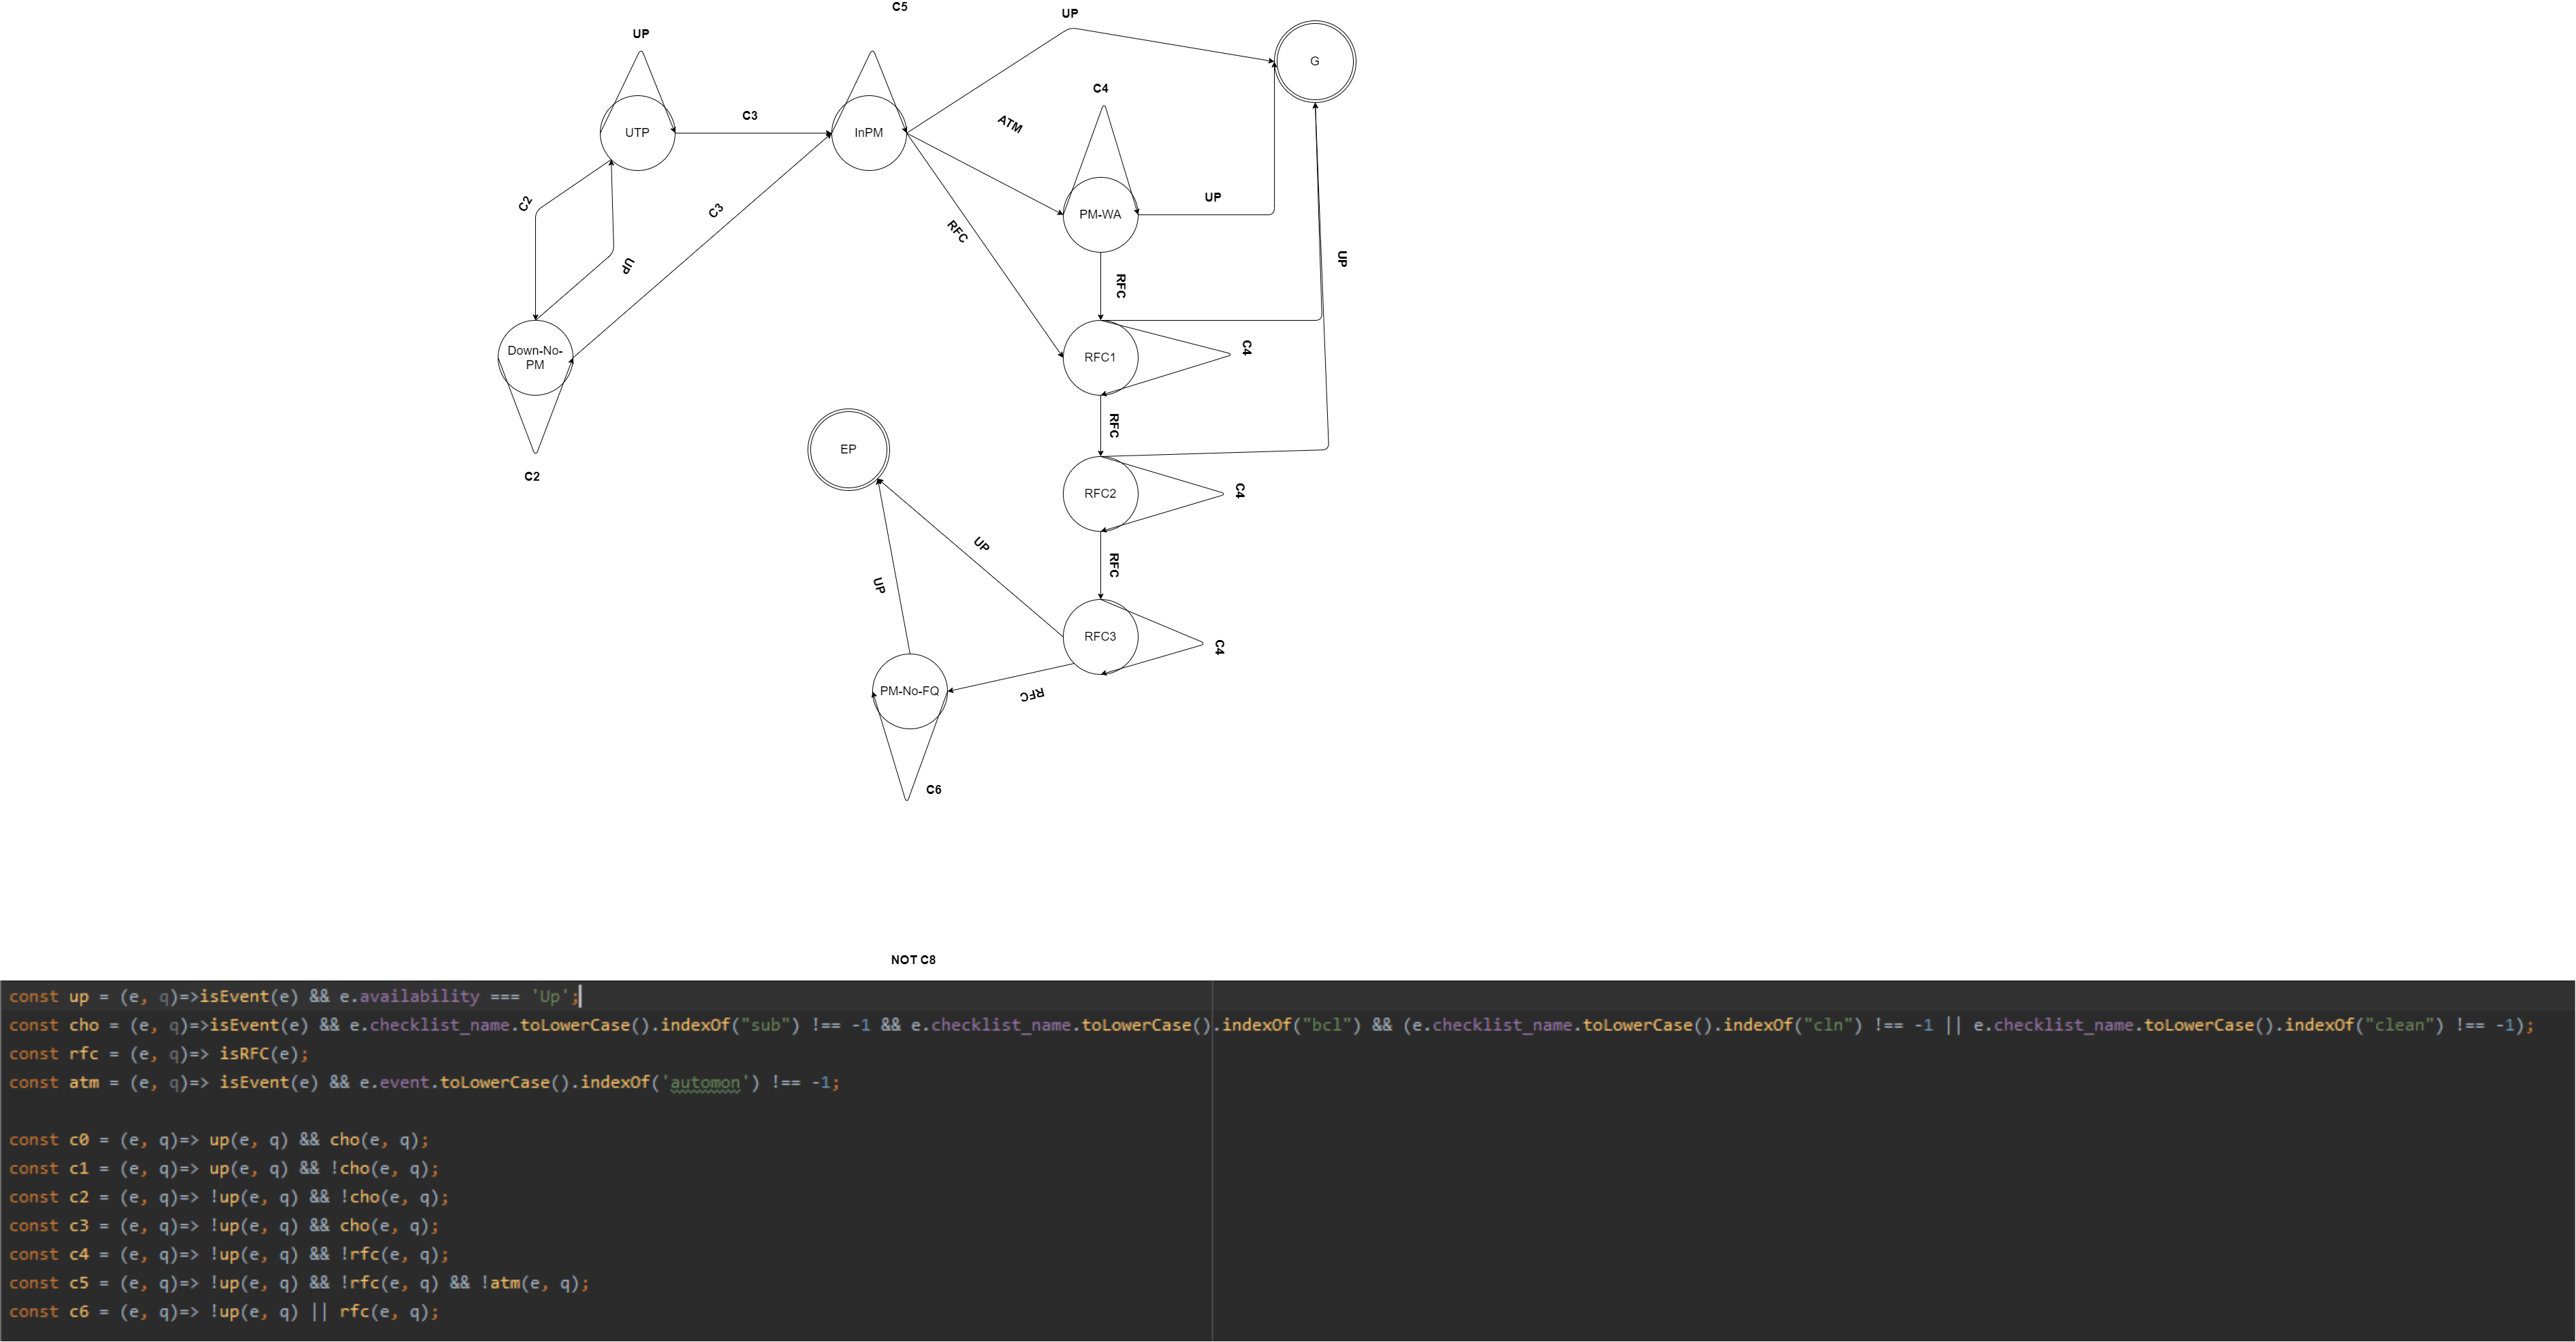 C5
UP
UP
G
C4
C3
ATM
UTP
InPM
UP
PM-WA
C2
C3
RFC
UP
UP
RFC
Down-No-
PM
RFC1
C4
RFC
EP
C2
RFC2
C4
UP
RFC
UP
RFC3
C4
PM-No-FQ
RFC
C6
NOT C8
const up = (e, q)=>isEvent(e) && e.availability === 'Up';
const cho = (e, q)=>isEvent(e) && e.checklist_name.toLowerCase().indexOf("sub") !== -1 && e.checklist_name.toLowerCase().indexOf("bcl") && (e.checklist_name.toLowerCase().indexOf("cln") !== -1 || e.checklist_name.toLowerCase().indexOf("clean") !== -1);
const rfc = (e, q)=> isRFC(e);
const atm = (e, q)=> isEvent(e) && e.event.toLowerCase().indexOf('automon') !== -1;
const c0 = (e, q)=> up(e, q) && cho(e, q);
const c1 = (e, q)=> up(e, q) && !cho(e, q);
const c2 = (e, q)=> !up(e, q) && !cho(e, q);
const c3 = (e, q)=> !up(e, q) && cho(e, q);
const c4 = (e, q)=> !up(e, q) && !rfc(e, q);
const c5 = (e, q)=> !up(e, q) && !rfc(e, q) && !atm(e, q);
const c6 = (e, q)=> !up(e, q) || rfc(e, q);